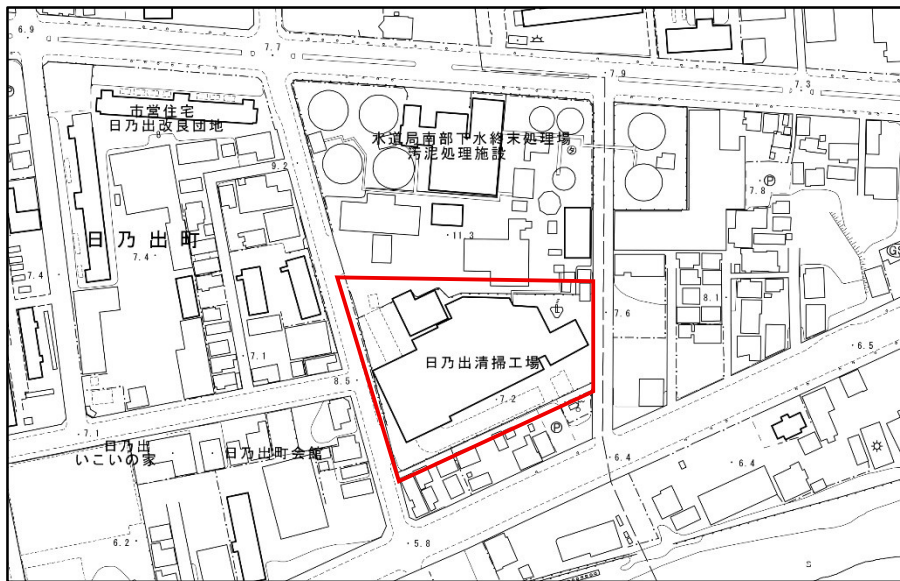 6.9
7.7
7.9
7.3
市営住宅
日乃出改良団地
水道局南部下水終末処理場
汚泥処理施設
9.2
P
7.8
日乃出町
7.4
11.3
GS
7.4
8.1
7.6
7.1
日乃出清掃工場
6.5
8.5
7.2
7.1
日乃出
いこいの家
日乃出町会館
P
6.4
6.4
6.2
5.8